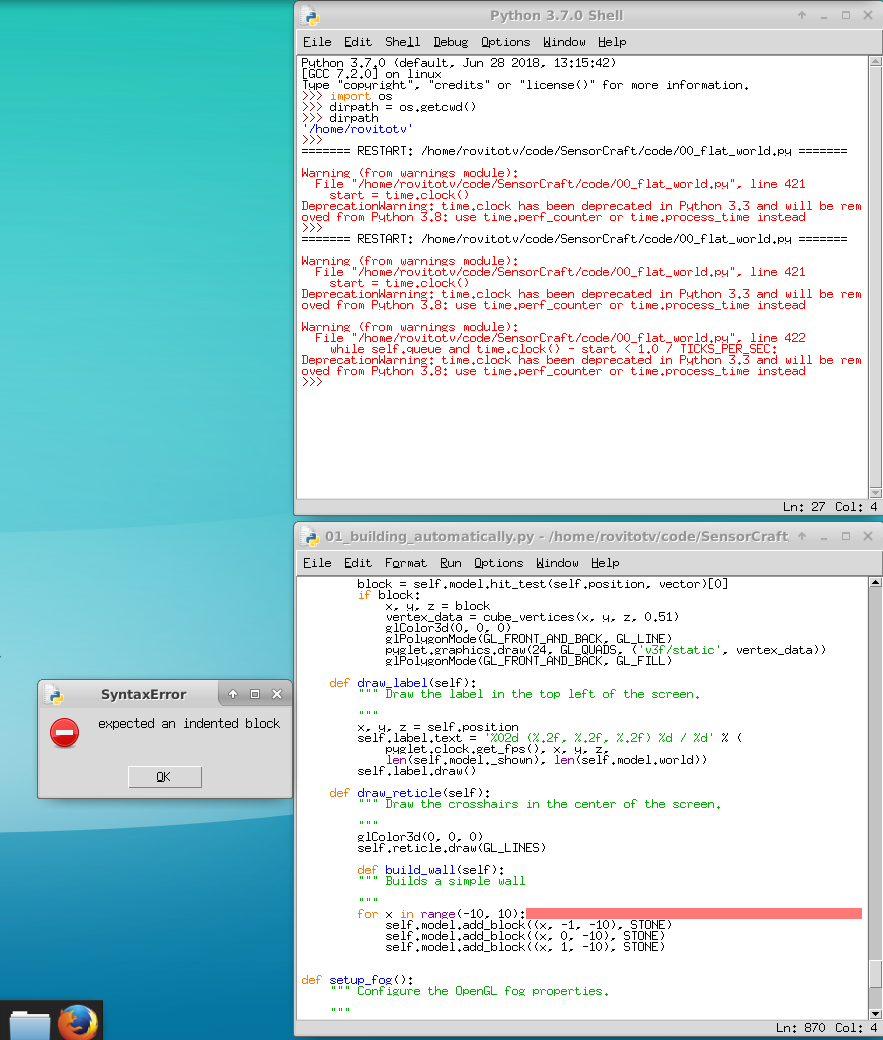 Python 3.7.0 Shell
File Edit Shell Debug Options Window Help
Python 3.7.0 (default, Jun 28 2018, 13:15:42)
[GCC 7.2.0] on linux
Type "copyright", "credits" or "license()" for more information.
>>> import os
>>> dirpath = os.getcwd()
>>> dirpath
'/home/rovitotv'
>>>
======= RESTART: /home/rovitotv/code/SensorCraft/code/00_flat_world.py =======
Warning (from warnings module):
File "/home/rovitotv/code/SensorCraft/code/00_flat_world.py", line 421
start = time.clock()
DeprecationWarning: time.clock has been deprecated in Python 3.3 and will be rem
oved from Python 3.8: use time.perf_counter or time.process_time instead
>>>
======= RESTART: /home/rovitotv/code/SensorCraft/code/00_flat_world.py =======
Warning (from warnings module):
File "/home/rovitotv/code/SensorCraft/code/00_flat_world.py", line 421
start = time.clock()
DeprecationWarning: time.clock has been deprecated in Python 3.3 and will be rem
oved from Python 3.8: use time.perf_counter or time.process_time instead
Warning (from warnings module):
File "/home/rovitotv/code/SensorCraft/code/00_flat_world.py", line 422
while self.queue and time.clock() - start < 1.0 / TICKS_PER_SEC:
DeprecationWarning: time.clock has been deprecated in Python 3.3 and will be rem
oved from Python 3.8: use time.perf_counter or time.process_time instead
>>>
Ln: 27 Col: 4
01_building_automatically.py - /home/rovitotv/code/SensorCraft
File Edit Format Run Options Window Help
block = self.model.hit_test(self.position, vector)[0]
if block:
x, y, z = block
vertex_data = cube_vertices(x, y, z, 0.51)
glColor3d(0, 0, 0)
glPolygonMode(GL_FRONT_AND_BACK, GL_LINE)
pyglet.graphics.draw(24, GL_QUADS, ('v3f/static', vertex_data))
glPolygonMode(GL_FRONT_AND_BACK, GL_FILL)
def draw_label(self):
""" Draw the label in the top left of the screen.
"""
x, y, z = self.position
self.label.text = '%02d (%.2f, %.2f, %.2f) %d / %d' % (
pyglet.clock.get_fps(), x, y, z,
len(self.model._shown), len(self.model.world))
self.label.draw()
def draw_reticle(self):
""" Draw the crosshairs in the center of the screen.
"""
glColor3d(0, 0, 0)
self.reticle.draw(GL_LINES)
def build_wall(self):
""" Builds a simple wall
"""
for x in range(-10, 10):
self.model.add_block((x, -1, -10), STONE)
self.model.add_block((x, 0, -10), STONE)
self.model.add_block((x, 1, -10), STONE)
def setup_fog():
""" Configure the OpenGL fog properties.
"""
Ln: 870 Col: 4
SyntaxError
expected an indented block
OK